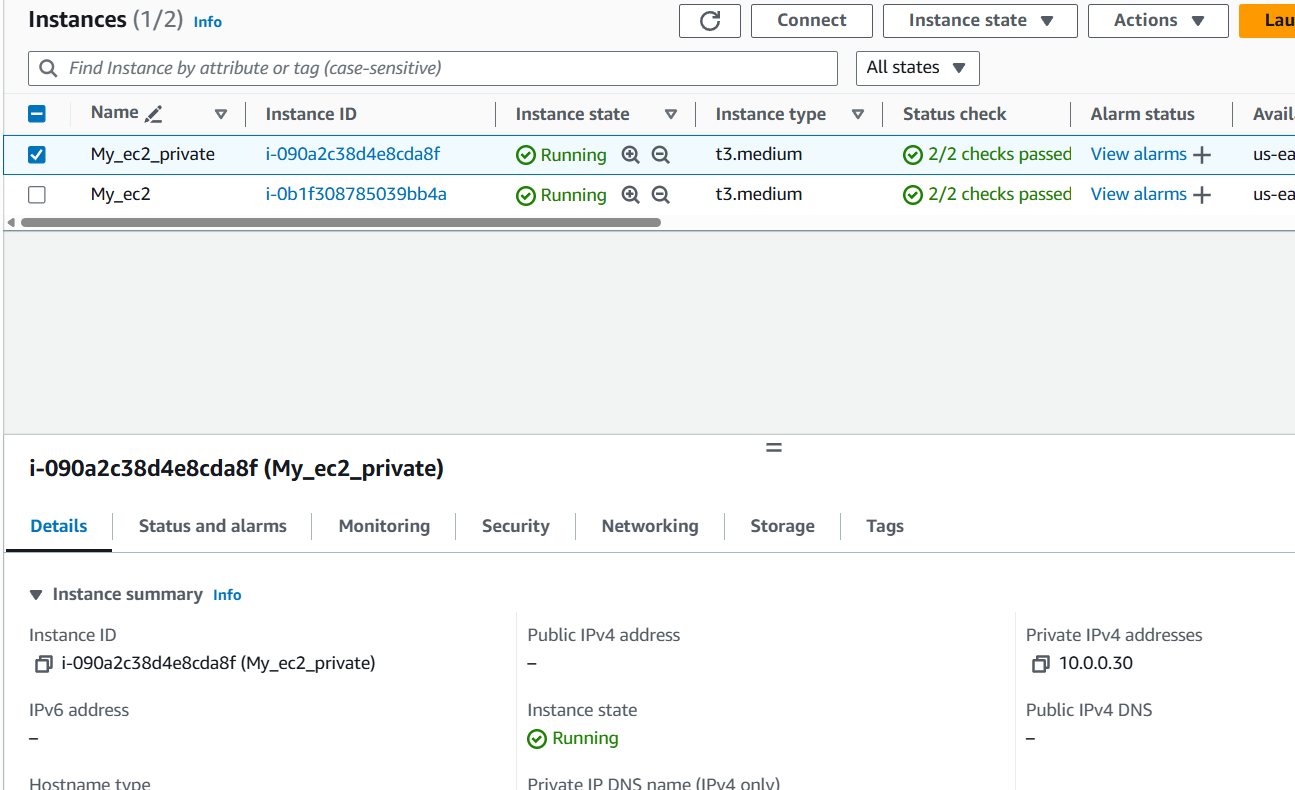 Instances (1/2) Info
Connect
Instance state
Actions
Find Instance by attribute or tag (case-sensitive)
All states
Name Instance ID Instance state Instance type Status check Alarm status
My_ec2_private i-090a2c38d4e8cda8f Running t3.medium 2/2 checks passed View alarms us-ea
My_ec2 i-0b1f308785039bb4a Running t3.medium 2/2 checks passed View alarms us-ea
i-090a2c38d4e8cda8f (My_ec2_private)
Details Status and alarms Monitoring Security Networking Storage Tags
Instance summary Info
Instance ID
i-090a2c38d4e8cda8f (My_ec2_private)
Public IPv4 address
–
Private IPv4 addresses
10.0.0.30
IPv6 address
–
Instance state
Running
Public IPv4 DNS
–
Hostname type
Private IP DNS name (IPv4 only)